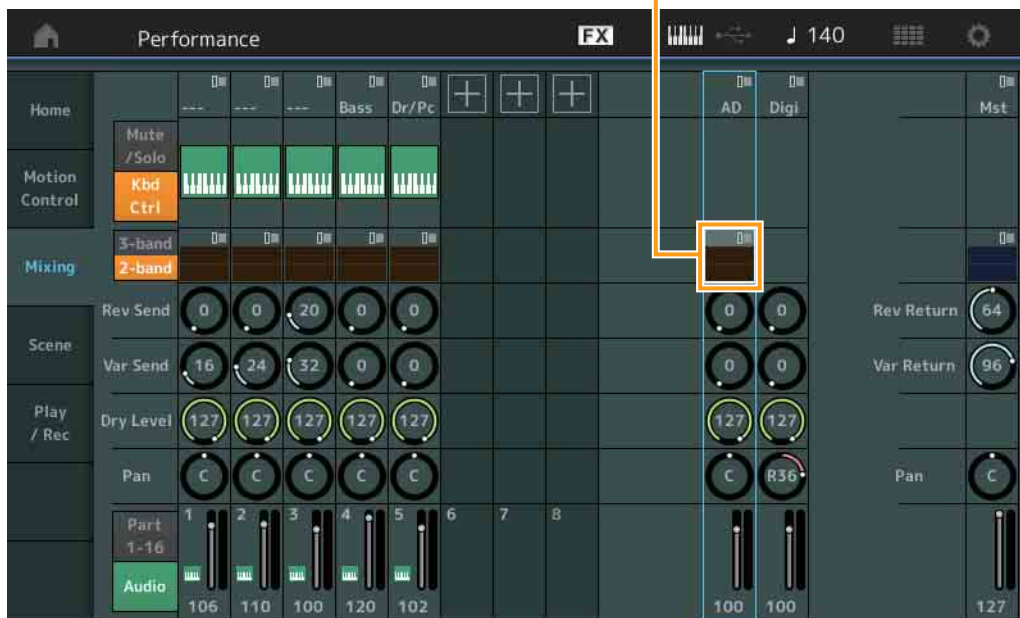 Performance FX 140
--- --- --- Bass Dr/Pc AD Digi Mst
Home
Mute
/Solo
Motion
Control
Kbd
Ctrl
3-band
Mixing 2-band
Rev Send 0 0 20 0 0 0 0 Rev Return 64
Scene
Var Send 16 24 32 0 0 0 0 Var Return 96
Play
/ Rec
Dry Level 127 127 127 127 127 127 127
Pan C C C C C C R36 Pan C
Part
1-16
1 2 3 4 5 6 7 8
Audio
106 110 100 120 102 100 100 127